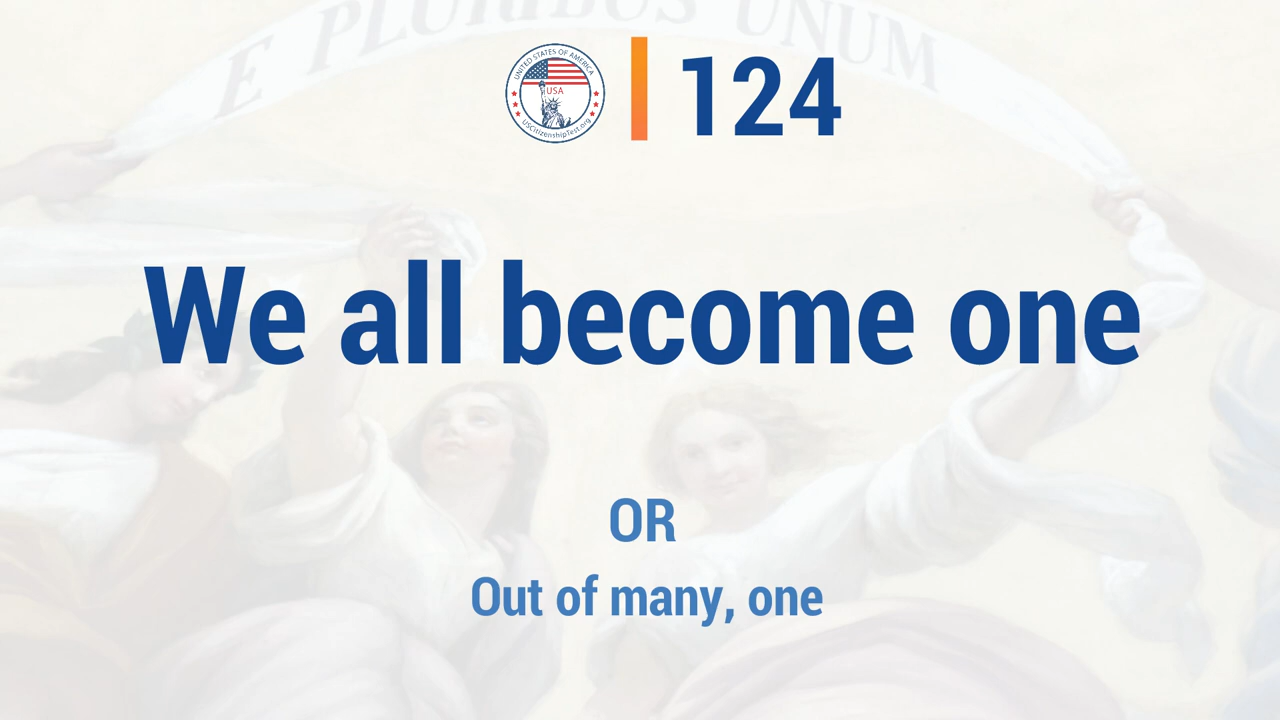 E PLURIBUS UNUM
UNITED STATES OF AMERICA
USA
USCitizenshipTest.org
124
We all become one
OR
Out of many, one